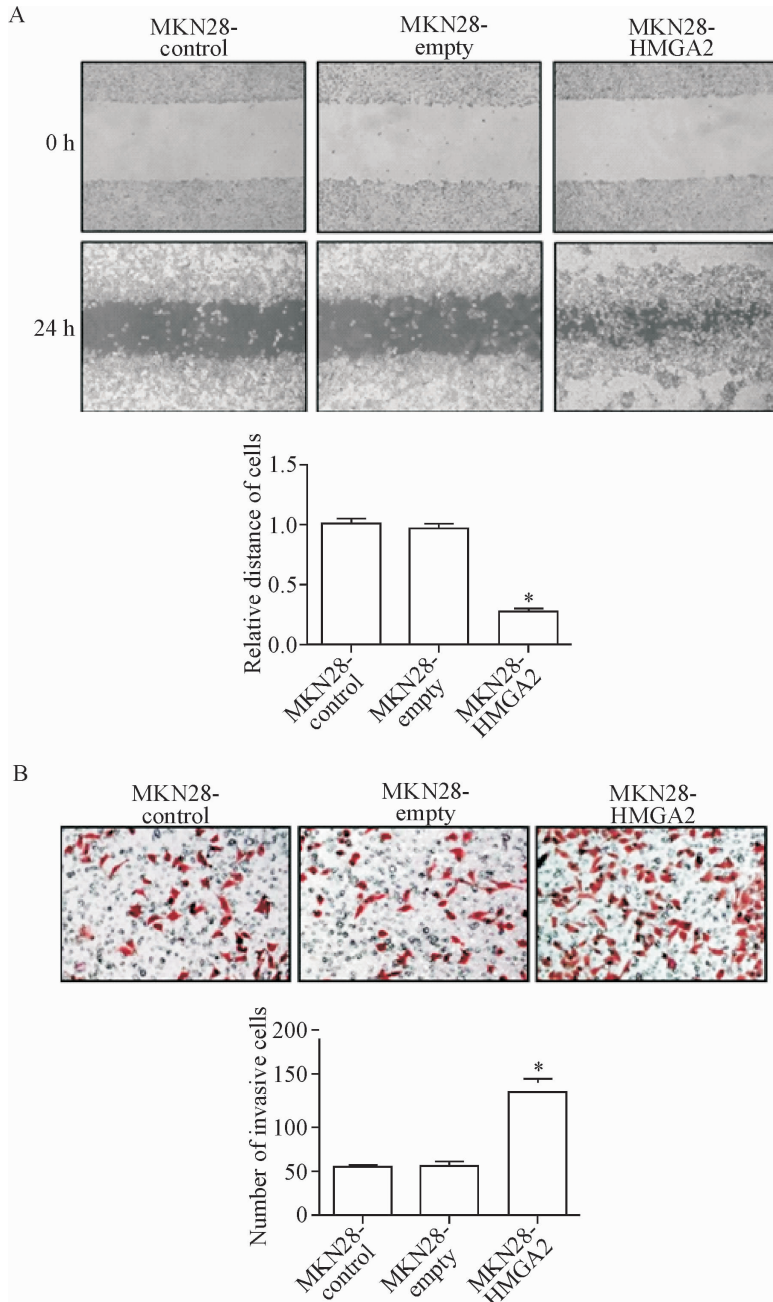 A
MKN28-
control
MKN28-
empty
MKN28-
HMGA2
0 h
24 h
Relative distance of cells
1.5
1.0
0.5
0.0
*
MKN28-
control
MKN28-
empty
MKN28-
HMGA2
B
MKN28-
control
MKN28-
empty
MKN28-
HMGA2
Number of invasive cells
200
150
100
50
0
*
MKN28-
control
MKN28-
empty
MKN28-
HMGA2